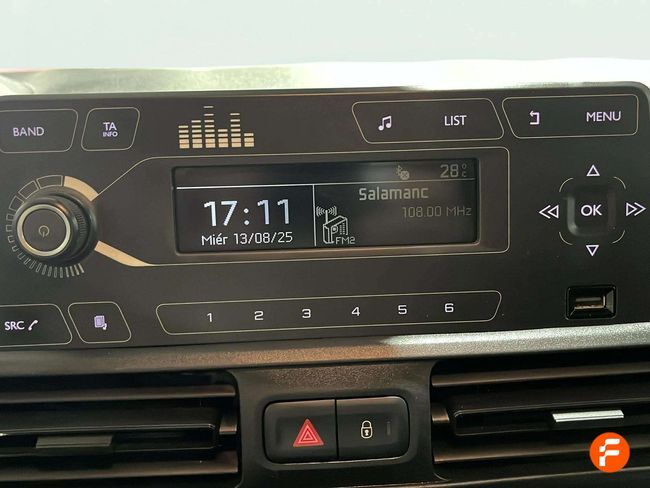 BAND
TA
INFO
LIST
MENU
28°C
Salamanc
108.00 MHz
17:11
Miér 13/08/25
FM2
OK
SRC
1 2 3 4 5 6